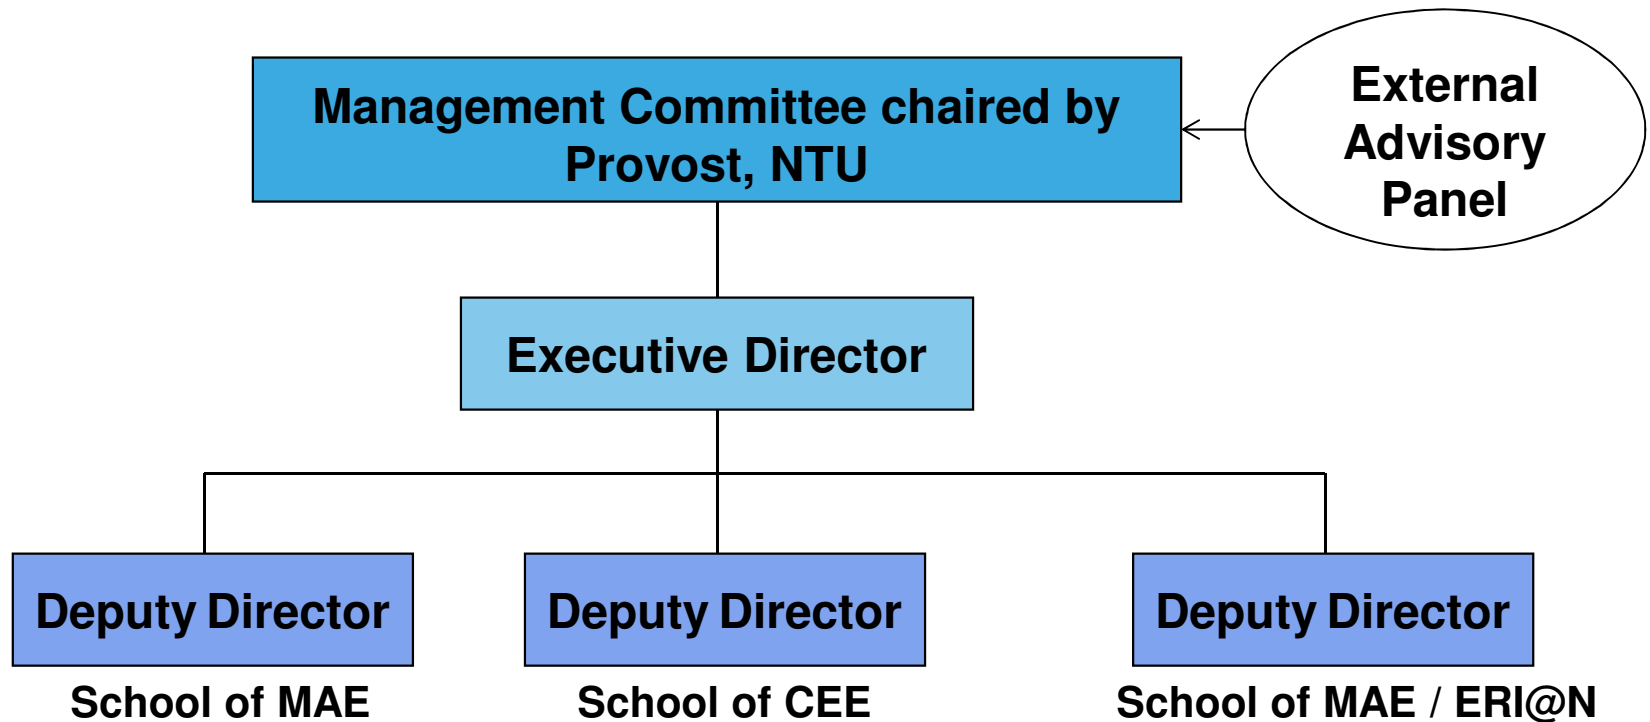 Management Committee chaired by
Provost, NTU
External
Advisory
Panel
Executive Director
Deputy Director
Deputy Director
Deputy Director
School of MAE
School of CEE
School of MAE / ERI@N